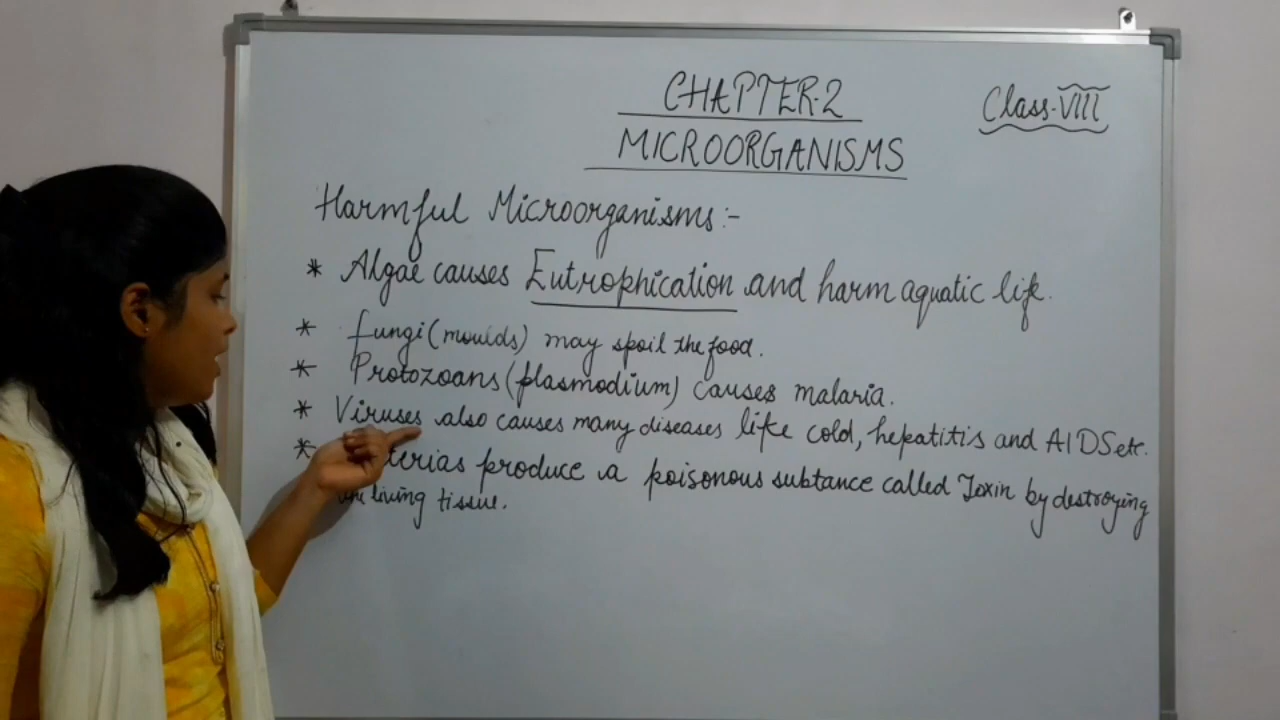 CHAPTER-2
Class-VIII
MICROORGANISMS
Harmful Microorganisms:-
* Algae causes Eutrophication and harm aquatic life.
* fungi (moulds) may spoil the food.
* Protozoans (plasmodium) causes malaria.
* Viruses also causes many diseases like cold, hepatitis and AIDS etc.
* produce a poisonous subtance called Toxin by destroying
living tissue.